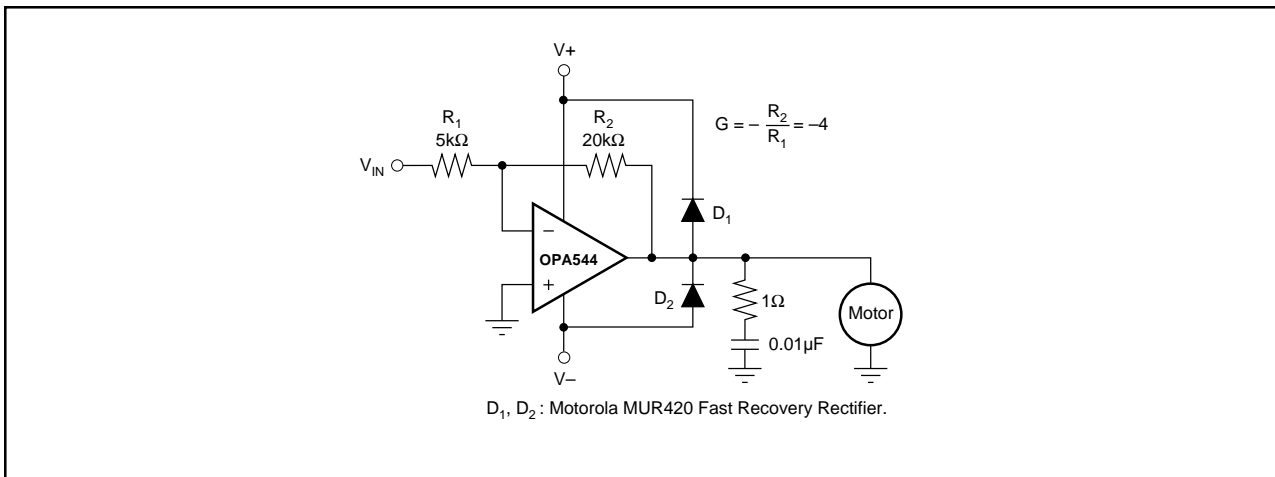 V+
R1
5kΩ
R2
20kΩ
G = – R2 / R1 = –4
VIN
–
OPA544
+
D1
D2
1Ω
0.01µF
Motor
V–
D1, D2 : Motorola MUR420 Fast Recovery Rectifier.